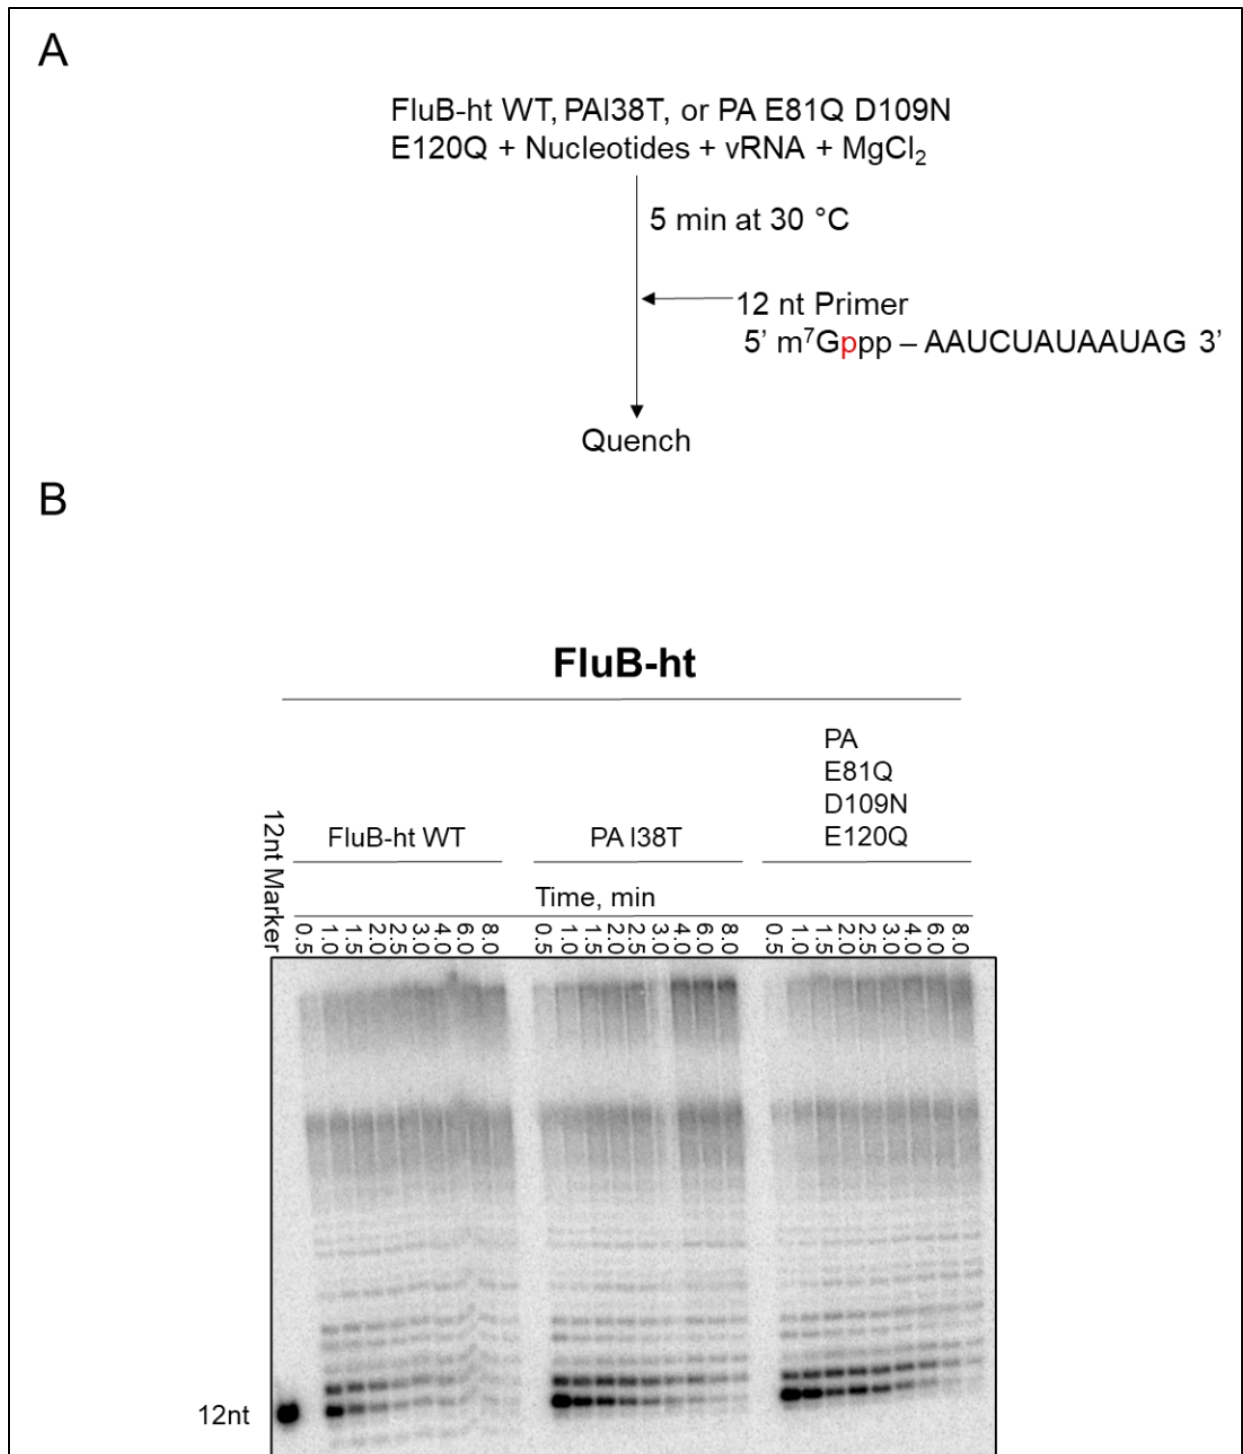 A
FluB-ht WT, PAI38T, or PA E81Q D109N
E120Q + Nucleotides + vRNA + MgCl₂
5 min at 30 °C
12 nt Primer
5’ m⁷Gppp – AAUCUAUAAUAG 3’
Quench
B
FluB-ht
PA
E81Q
D109N
E120Q
FluB-ht WT
PA I38T
12nt Marker
Time, min
0.5 1.0 1.5 2.0 2.5 3.0 4.0 6.0 8.0 0.5 1.0 1.5 2.0 2.5 3.0 4.0 6.0 8.0 0.5 1.0 1.5 2.0 2.5 3.0 4.0 6.0 8.0
12nt